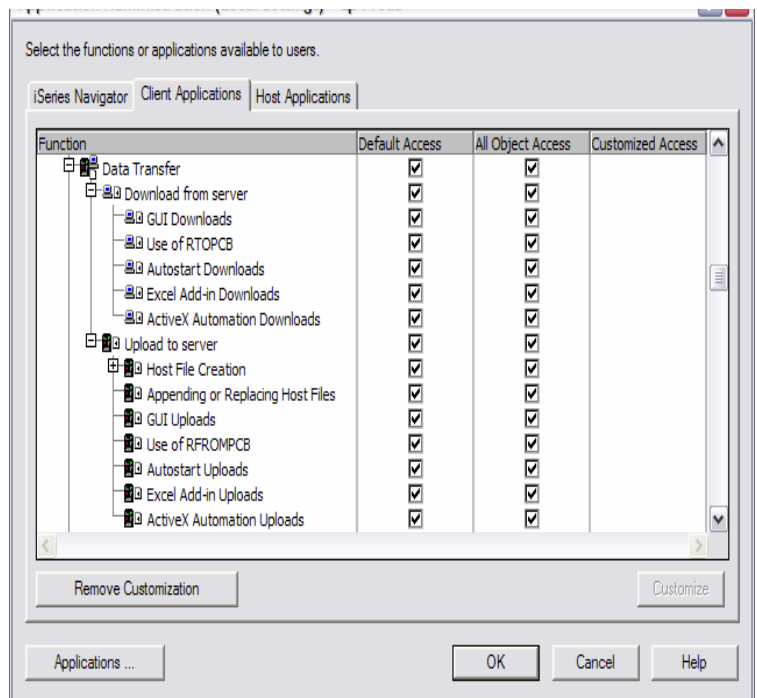 Select the functions or applications available to users.
iSeries Navigator Client Applications Host Applications
Function Default Access All Object Access Customized Access
Data Transfer
Download from server
GUI Downloads
Use of RTOPCB
Autostart Downloads
Excel Add-in Downloads
ActiveX Automation Downloads
Upload to server
Host File Creation
Appending or Replacing Host Files
GUI Uploads
Use of RFROMPCB
Autostart Uploads
Excel Add-in Uploads
ActiveX Automation Uploads
Remove Customization Customize
Applications ... OK Cancel Help